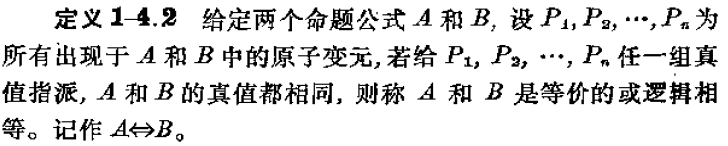 定义 1-4.2 给定两个命题公式 A 和 B, 设 P₁, P₂, …, Pₙ 为
所有出现于 A 和 B 中的原子变元, 若给 P₁, P₂, …, Pₙ 任一组真
值指派, A 和 B 的真值都相同, 则称 A 和 B 是等价的或逻辑相
等。记作 A⇔B。